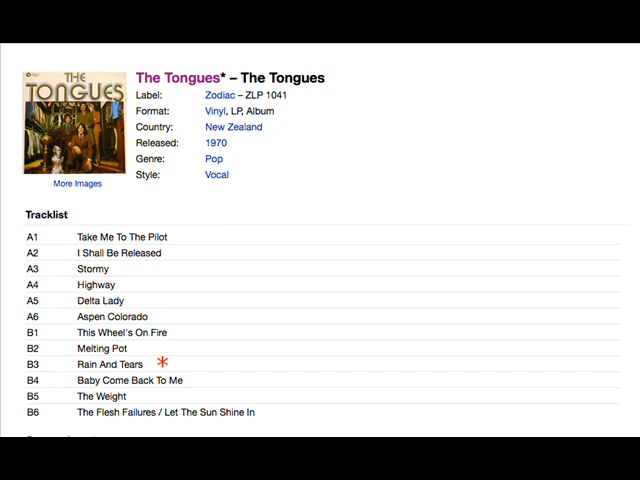 THE
TONGUES
The Tongues* – The Tongues
Label: Zodiac – ZLP 1041
Format: Vinyl, LP, Album
Country: New Zealand
Released: 1970
Genre: Pop
Style: Vocal
More Images
Tracklist
A1 Take Me To The Pilot
A2 I Shall Be Released
A3 Stormy
A4 Highway
A5 Delta Lady
A6 Aspen Colorado
B1 This Wheel's On Fire
B2 Melting Pot
B3 Rain And Tears *
B4 Baby Come Back To Me
B5 The Weight
B6 The Flesh Failures / Let The Sun Shine In